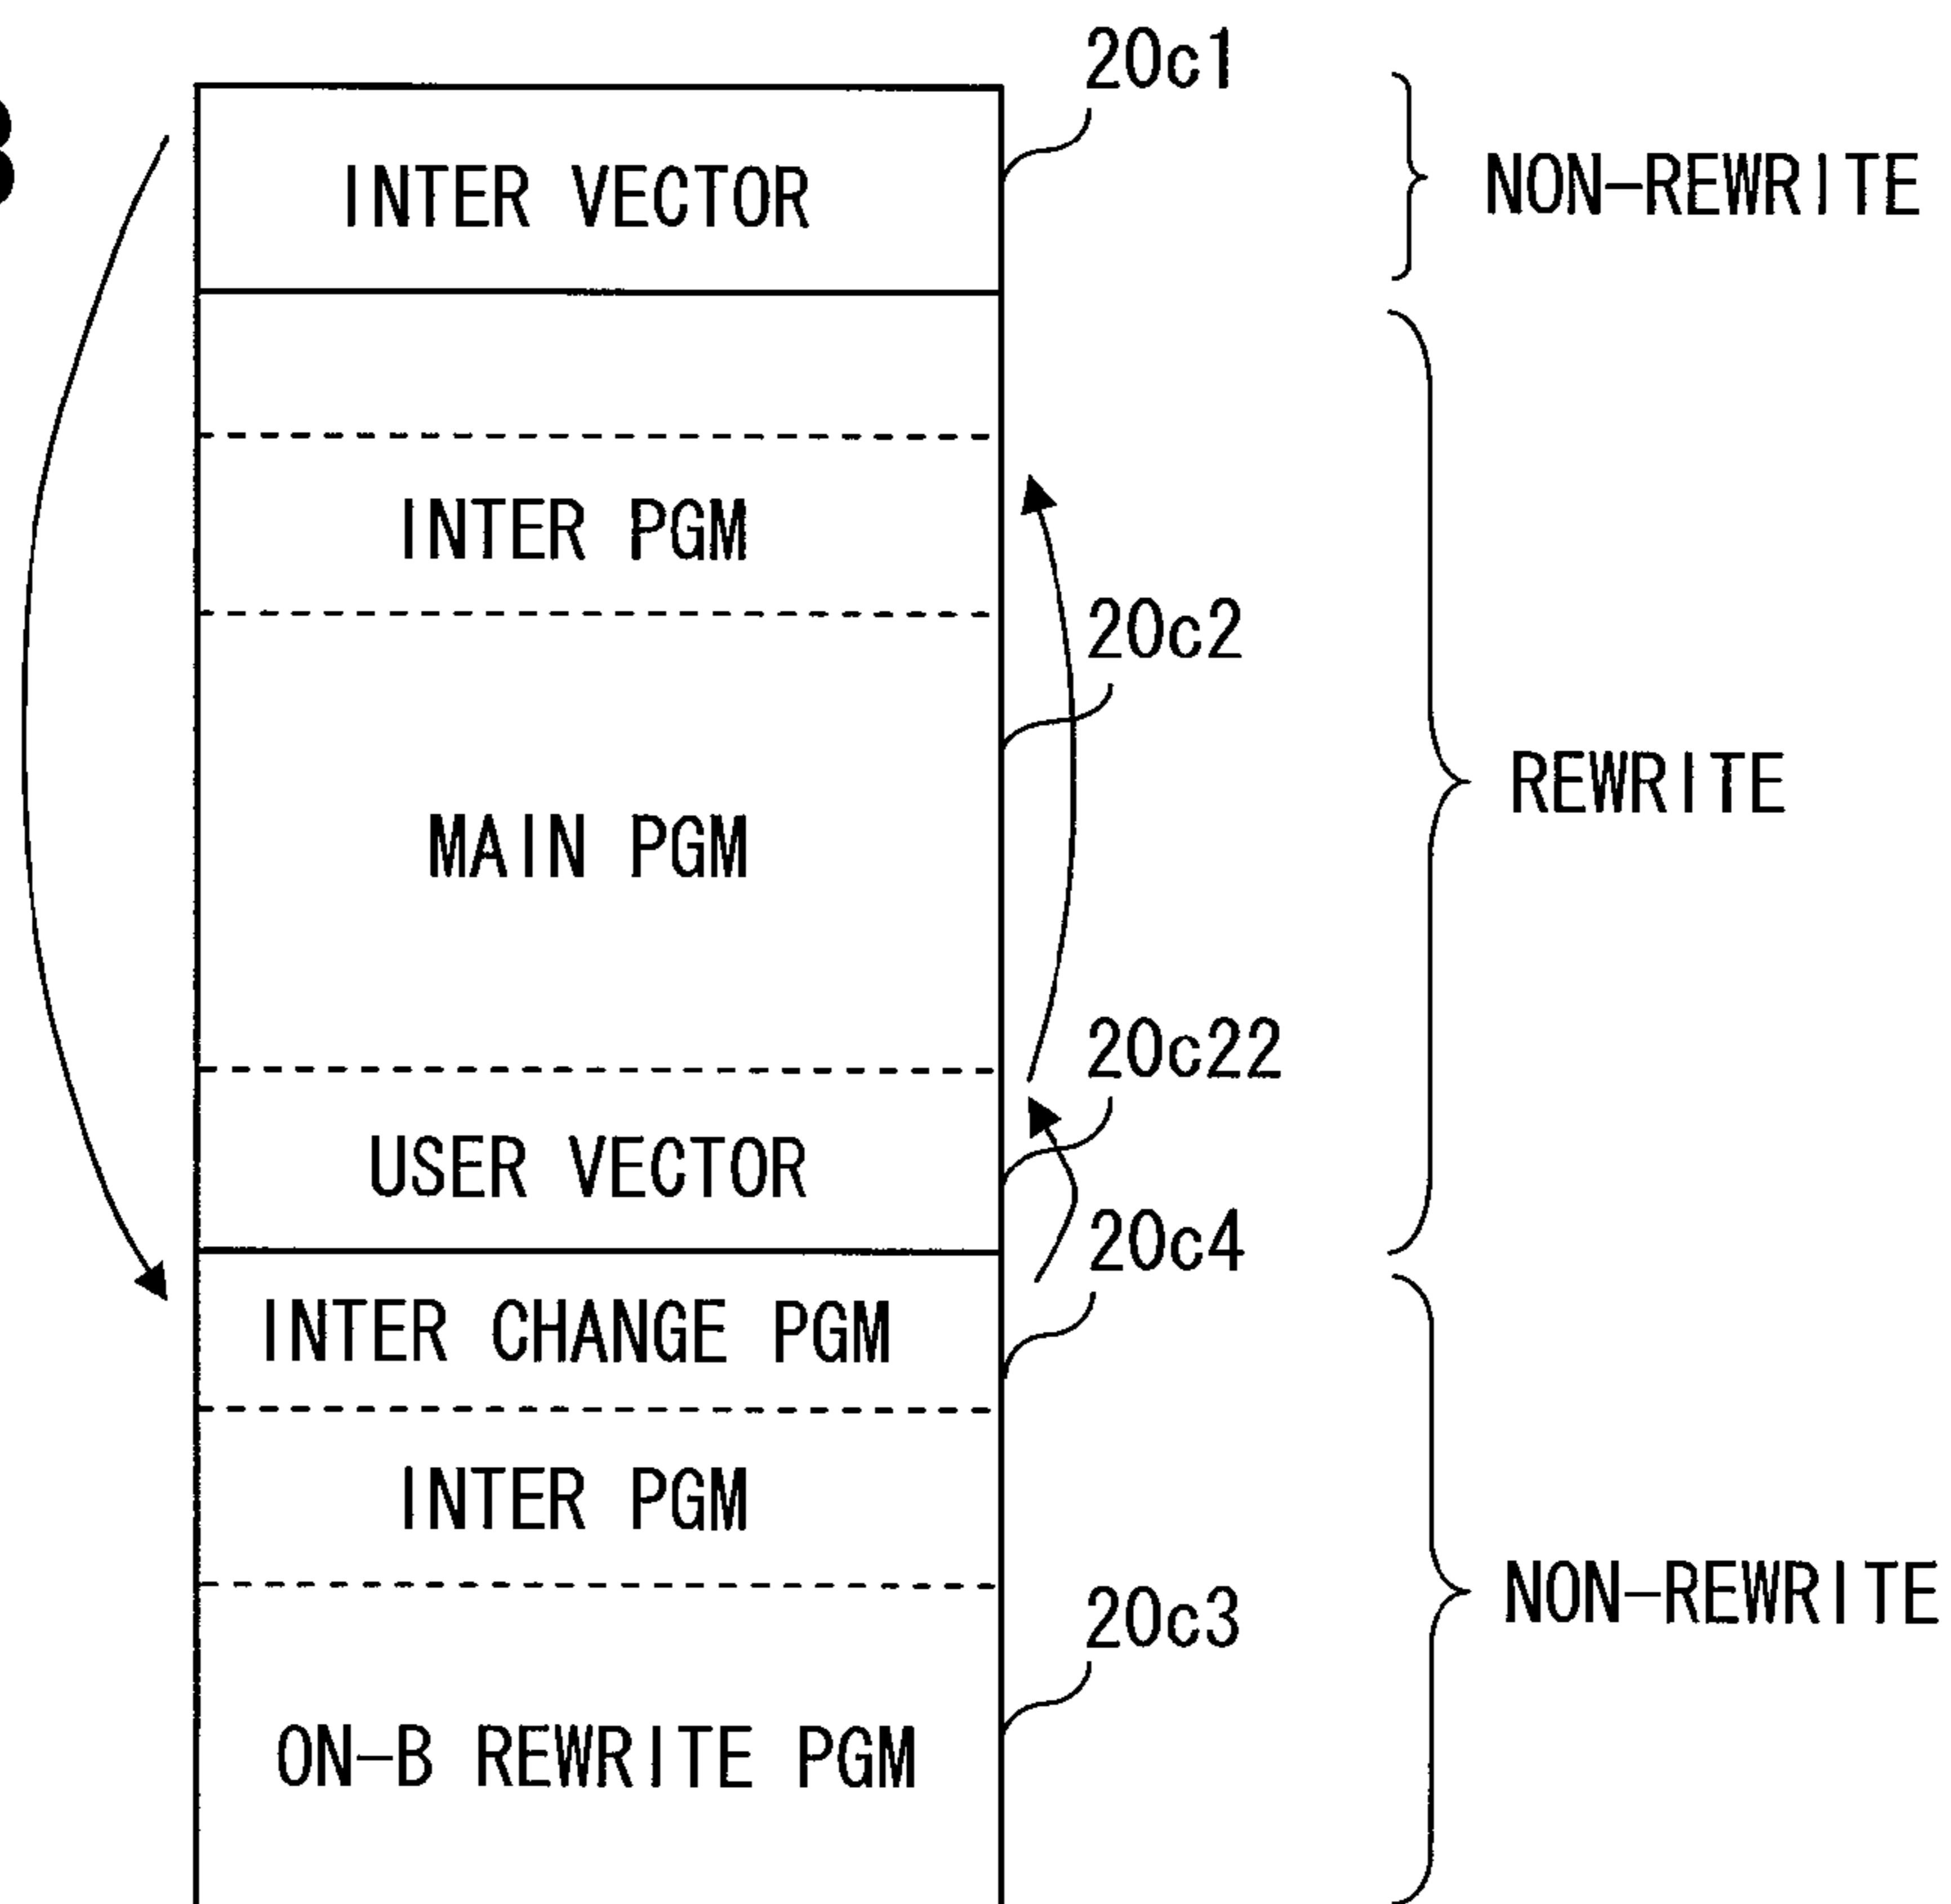 20c1
INTER VECTOR
NON-REWRITE
INTER PGM
20c2
REWRITE
MAIN PGM
20c22
USER VECTOR
20c4
INTER CHANGE PGM
INTER PGM
NON-REWRITE
20c3
ON-B REWRITE PGM